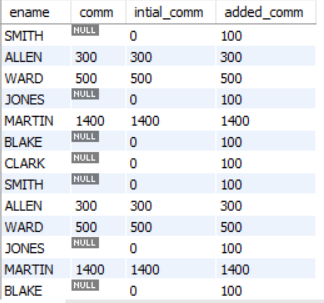 ename comm intial_comm added_comm
SMITH NULL 0 100
ALLEN 300 300 300
WARD 500 500 500
JONES NULL 0 100
MARTIN 1400 1400 1400
BLAKE NULL 0 100
CLARK NULL 0 100
SMITH NULL 0 100
ALLEN 300 300 300
WARD 500 500 500
JONES NULL 0 100
MARTIN 1400 1400 1400
BLAKE NULL 0 100